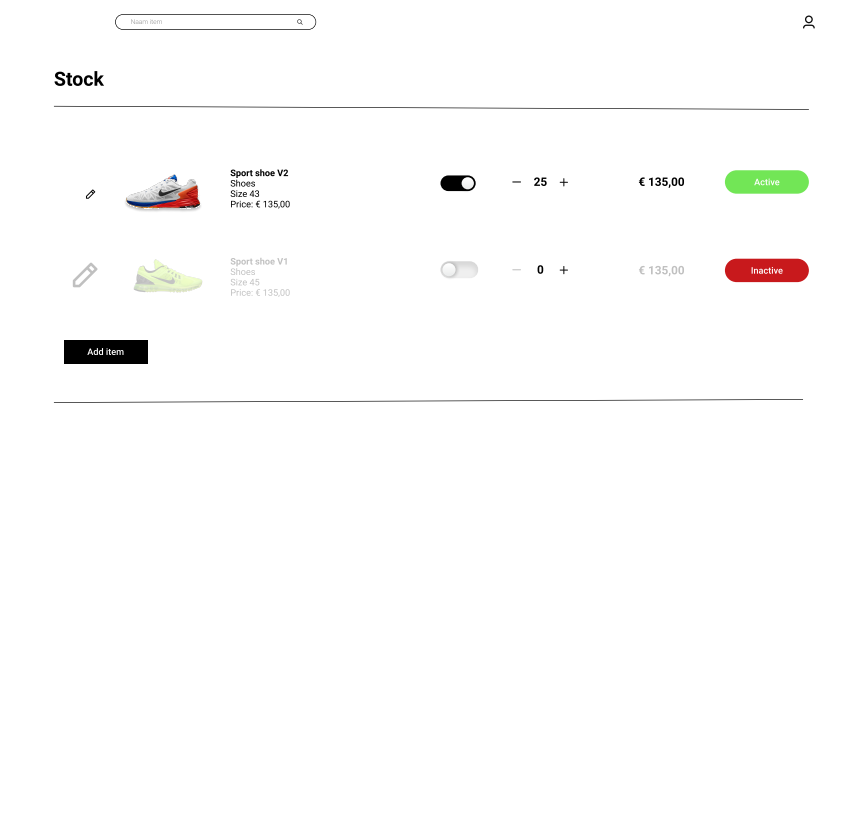 Naam item
Stock
Sport shoe V2
Shoes
Size 43
Price: € 135,00
25
€ 135,00
Active
Sport shoe V1
Shoes
Size 45
Price: € 135,00
0
€ 135,00
Inactive
Add item